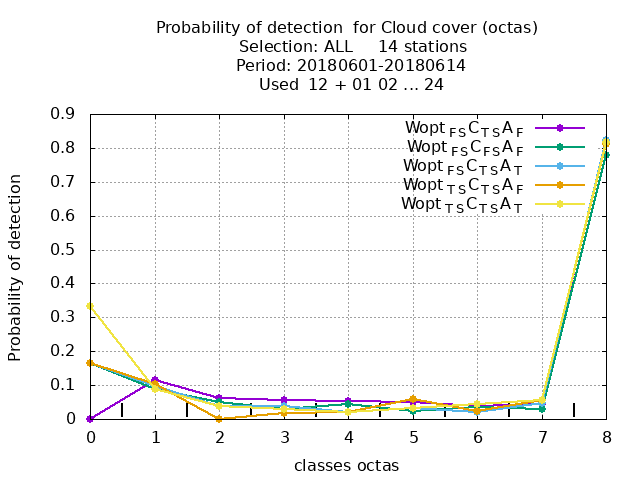 Probability of detection  for Cloud cover (octas)
Selection: ALL     14 stations
Period: 20180601-20180614
Used  12 + 01 02 ... 24
Wopt FS C TS A F
Wopt FS C FS A F
Wopt FS C TS A T
Wopt TS C TS A F
Wopt TS C TS A T
Probability of detection
0.9
0.8
0.7
0.6
0.5
0.4
0.3
0.2
0.1
0
0 1 2 3 4 5 6 7 8
classes octas